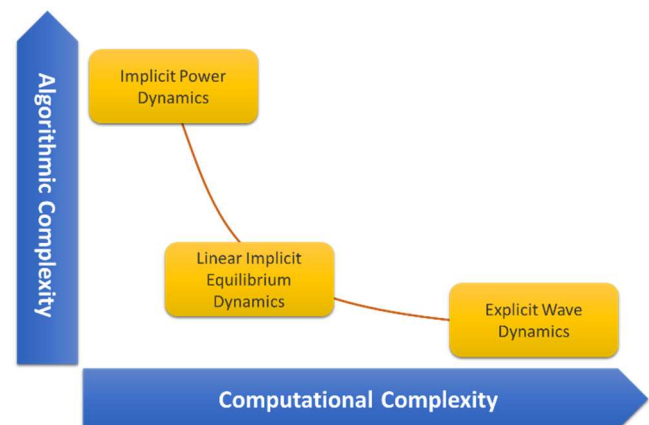 Algorithmic Complexity
Implicit Power
Dynamics
Linear Implicit
Equilibrium
Dynamics
Explicit Wave
Dynamics
Computational Complexity